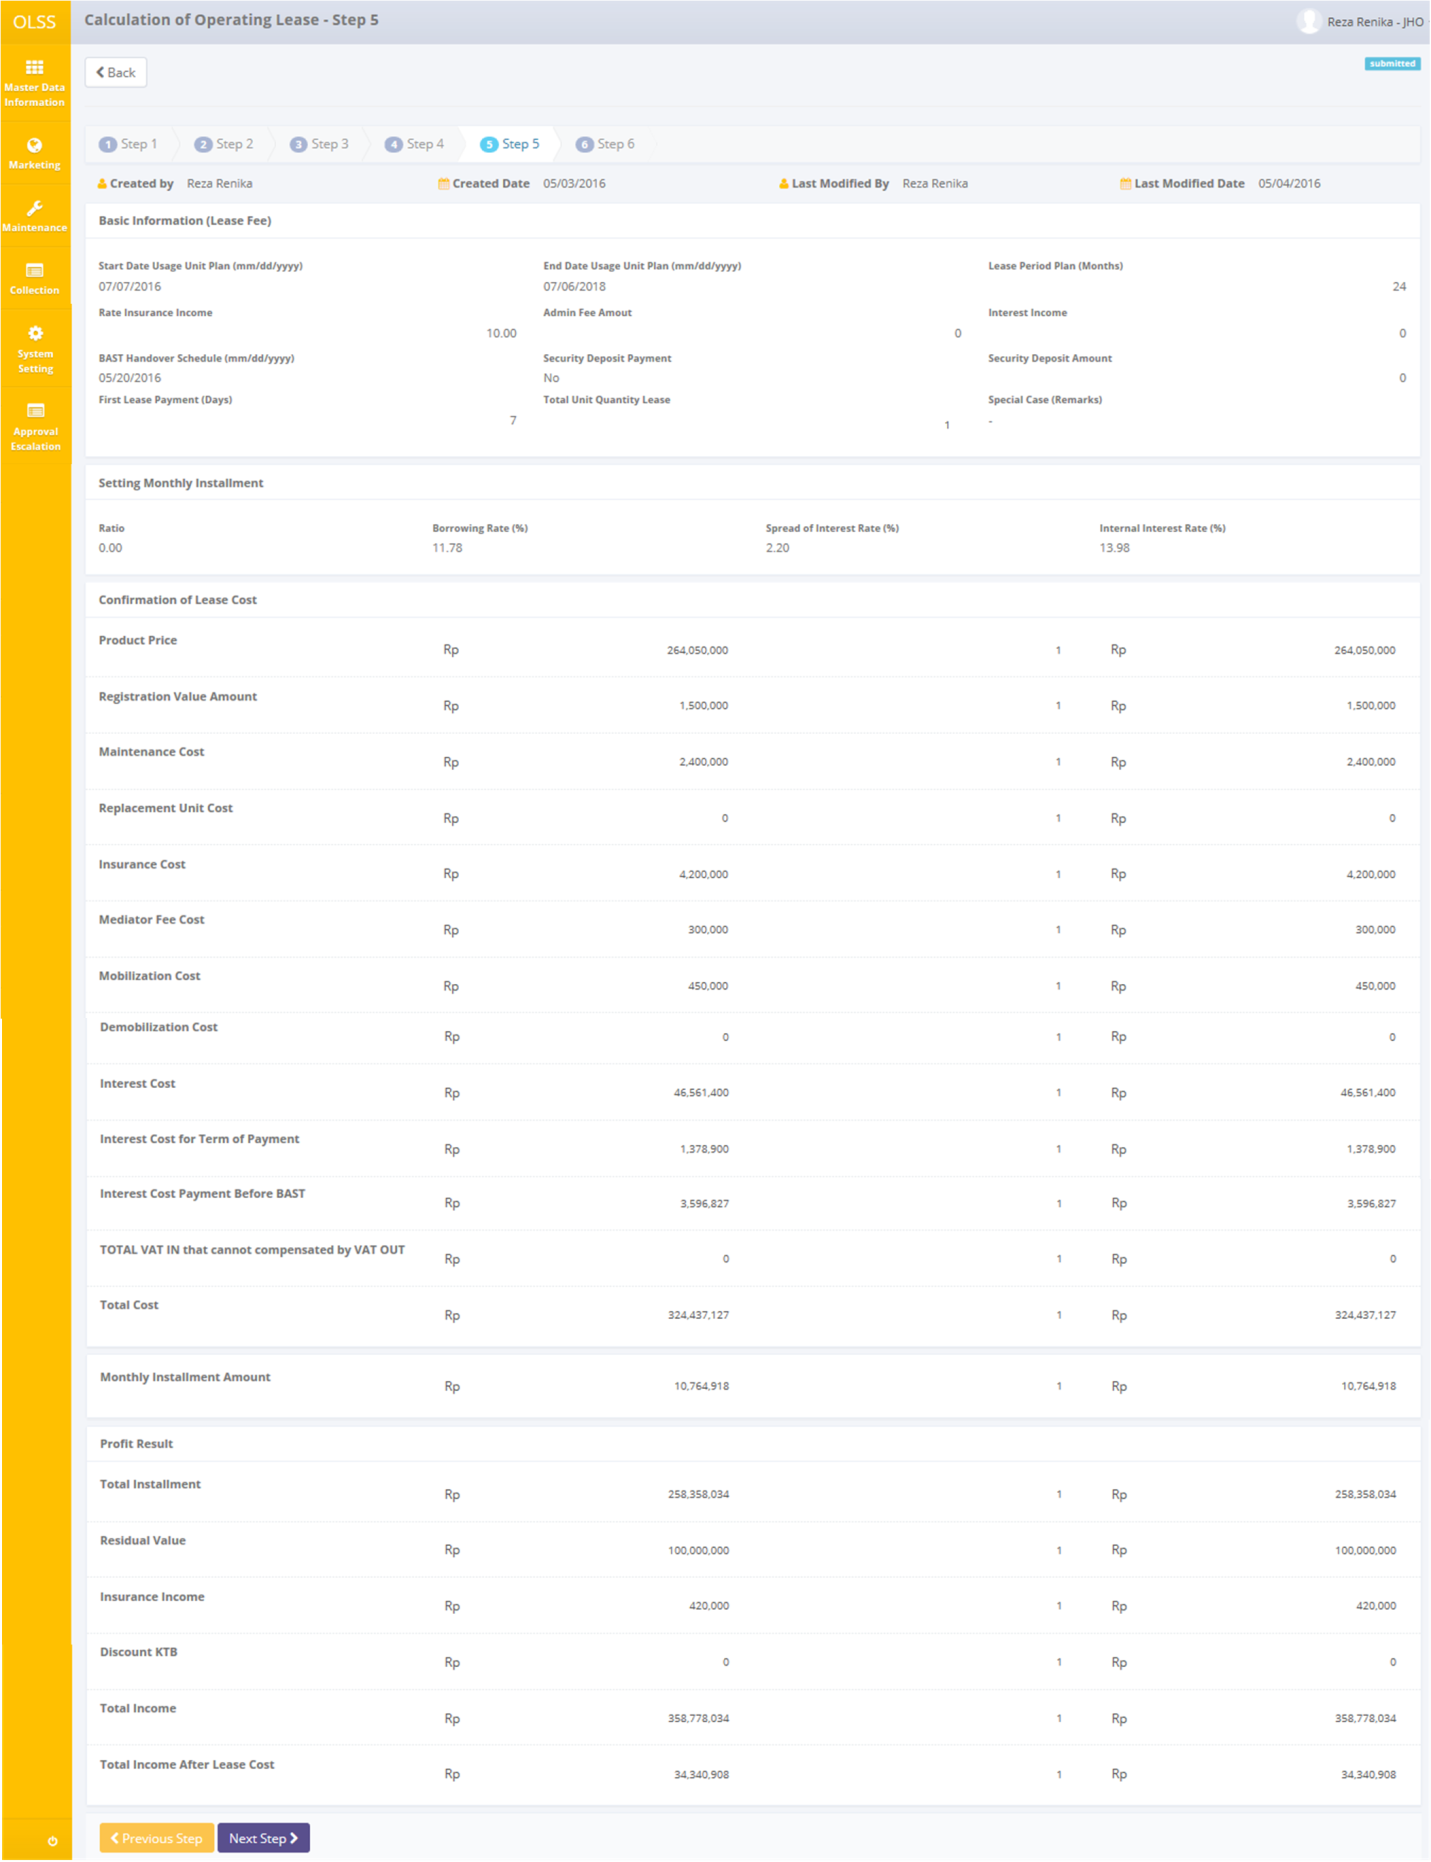 OLSS
Calculation of Operating Lease - Step 5
Reza Renika - JHO
Master Data
Information
Marketing
Maintenance
Collection
System
Setting
Approval
Escalation
Back
submitted
1 Step 1 2 Step 2 3 Step 3 4 Step 4 5 Step 5 6 Step 6
Created by Reza Renika Created Date 05/03/2016 Last Modified By Reza Renika Last Modified Date 05/04/2016
Basic Information (Lease Fee)
Start Date Usage Unit Plan (mm/dd/yyyy) End Date Usage Unit Plan (mm/dd/yyyy) Lease Period Plan (Months)
07/07/2016 07/06/2018 24
Rate Insurance Income Admin Fee Amout Interest Income
10.00 0 0
BAST Handover Schedule (mm/dd/yyyy) Security Deposit Payment Security Deposit Amount
05/20/2016 No 0
First Lease Payment (Days) Total Unit Quantity Lease Special Case (Remarks)
7 1 -
Setting Monthly Installment
Ratio Borrowing Rate (%) Spread of Interest Rate (%) Internal Interest Rate (%)
0.00 11.78 2.20 13.98
Confirmation of Lease Cost
Product Price Rp 264,050,000 1 Rp 264,050,000
Registration Value Amount Rp 1,500,000 1 Rp 1,500,000
Maintenance Cost Rp 2,400,000 1 Rp 2,400,000
Replacement Unit Cost Rp 0 1 Rp 0
Insurance Cost Rp 4,200,000 1 Rp 4,200,000
Mediator Fee Cost Rp 300,000 1 Rp 300,000
Mobilization Cost Rp 450,000 1 Rp 450,000
Demobilization Cost Rp 0 1 Rp 0
Interest Cost Rp 46,561,400 1 Rp 46,561,400
Interest Cost for Term of Payment Rp 1,378,900 1 Rp 1,378,900
Interest Cost Payment Before BAST Rp 3,596,827 1 Rp 3,596,827
TOTAL VAT IN that cannot compensated by VAT OUT Rp 0 1 Rp 0
Total Cost Rp 324,437,127 1 Rp 324,437,127
Monthly Installment Amount Rp 10,764,918 1 Rp 10,764,918
Profit Result
Total Installment Rp 258,358,034 1 Rp 258,358,034
Residual Value Rp 100,000,000 1 Rp 100,000,000
Insurance Income Rp 420,000 1 Rp 420,000
Discount KTB Rp 0 1 Rp 0
Total Income Rp 358,778,034 1 Rp 358,778,034
Total Income After Lease Cost Rp 34,340,908 1 Rp 34,340,908
Previous Step Next Step